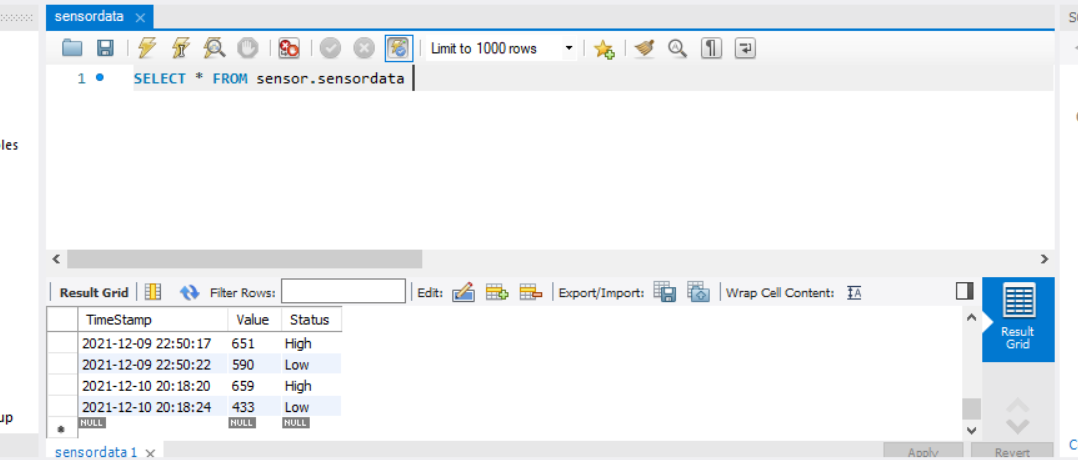 sensordata ×
Limit to 1000 rows
1 SELECT * FROM sensor.sensordata
Result Grid Filter Rows: Edit: Export/Import: Wrap Cell Content:
TimeStamp Value Status
2021-12-09 22:50:17 651 High
2021-12-09 22:50:22 590 Low
2021-12-10 20:18:20 659 High
2021-12-10 20:18:24 433 Low
NULL NULL NULL
Result
Grid
sensordata 1 ×
Apply Revert